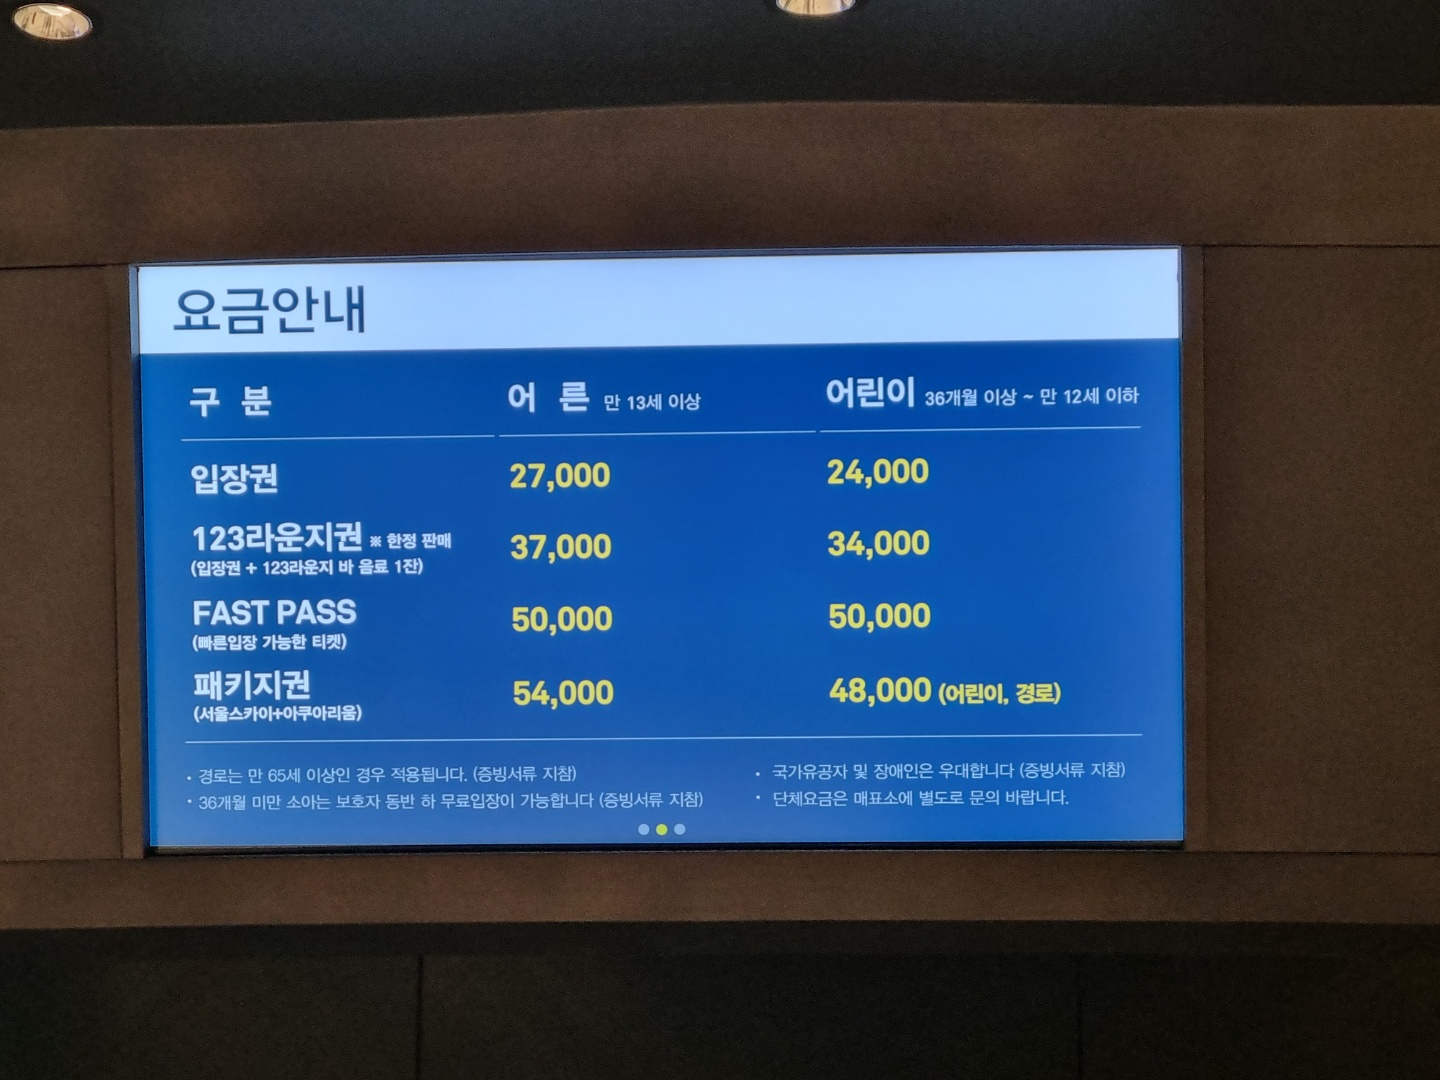 요금안내
구 분 어 른 만 13세 이상 어린이 36개월 이상 ~ 만 12세 이하
입장권 27,000 24,000
123라운지권 ※ 한정 판매 37,000 34,000
(입장권 + 123라운지 바 음료 1잔)
FAST PASS 50,000 50,000
(빠른입장 가능한 티켓)
패키지권 54,000 48,000 (어린이, 경로)
(서울스카이+아쿠아리움)
• 경로는 만 65세 이상인 경우 적용됩니다. (증빙서류 지참)
• 36개월 미만 소아는 보호자 동반 하 무료입장이 가능합니다 (증빙서류 지참)
• 국가유공자 및 장애인은 우대합니다 (증빙서류 지참)
• 단체요금은 매표소에 별도로 문의 바랍니다.